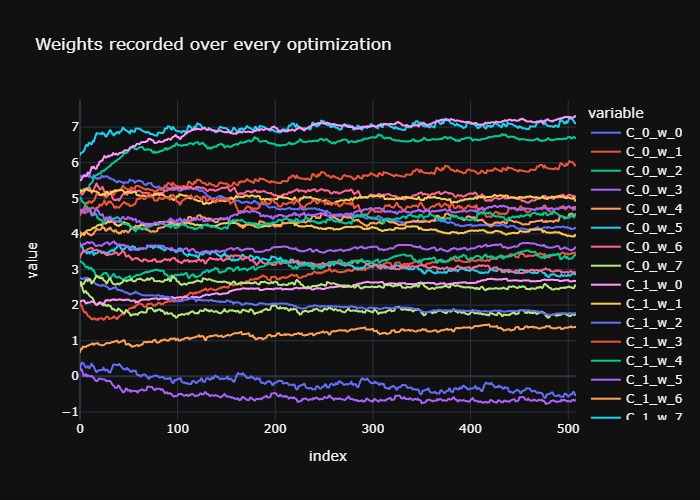 Weights recorded over every optimization
variable
C_0_w_0
C_0_w_1
C_0_w_2
C_0_w_3
C_0_w_4
C_0_w_5
C_0_w_6
C_0_w_7
C_1_w_0
C_1_w_1
C_1_w_2
C_1_w_3
C_1_w_4
C_1_w_5
C_1_w_6
C_1_w_7
value
7
6
5
4
3
2
1
0
−1
0 100 200 300 400 500
index